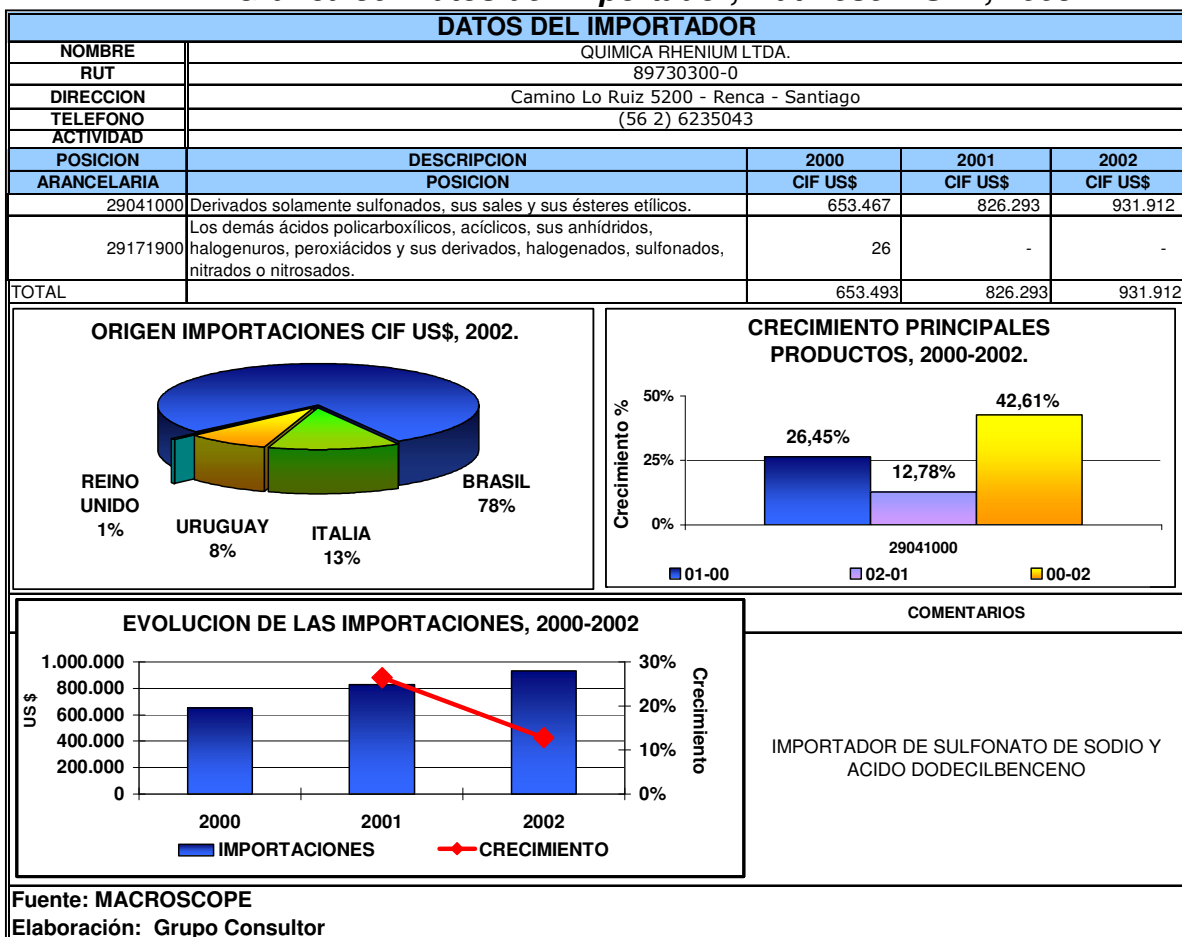 DATOS DEL IMPORTADOR
NOMBRE QUIMICA RHENIUM LTDA.
RUT 89730300-0
DIRECCION Camino Lo Ruiz 5200 - Renca - Santiago
TELEFONO (56 2) 6235043
ACTIVIDAD
POSICION DESCRIPCION 2000 2001 2002
ARANCELARIA POSICION CIF US$ CIF US$ CIF US$
29041000 Derivados solamente sulfonados, sus sales y sus ésteres etílicos. 653.467 826.293 931.912
Los demás ácidos policarboxílicos, acíclicos, sus anhídridos,
29171900 halogenuros, peroxiácidos y sus derivados, halogenados, sulfonados, 26 - -
nitrados o nitrosados.
TOTAL 653.493 826.293 931.912
ORIGEN IMPORTACIONES CIF US$, 2002.
REINO
UNIDO
1%
URUGUAY
8%
ITALIA
13%
BRASIL
78%
CRECIMIENTO PRINCIPALES
PRODUCTOS, 2000-2002.
Crecimiento %
50%
25%
0%
26,45%
12,78%
42,61%
29041000
01-00 02-01 00-02
EVOLUCION DE LAS IMPORTACIONES, 2000-2002
US $
1.000.000
800.000
600.000
400.000
200.000
0
30%
20%
10%
0%
Crecimiento
2000 2001 2002
IMPORTACIONES CRECIMIENTO
COMENTARIOS
IMPORTADOR DE SULFONATO DE SODIO Y
ACIDO DODECILBENCENO
Fuente: MACROSCOPE
Elaboración: Grupo Consultor